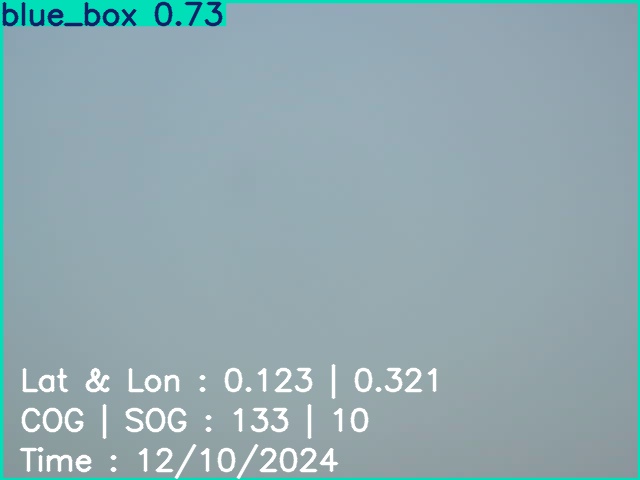 blue_box 0.73
Lat & Lon : 0.123 | 0.321
COG | SOG : 133 | 10
Time : 12/10/2024